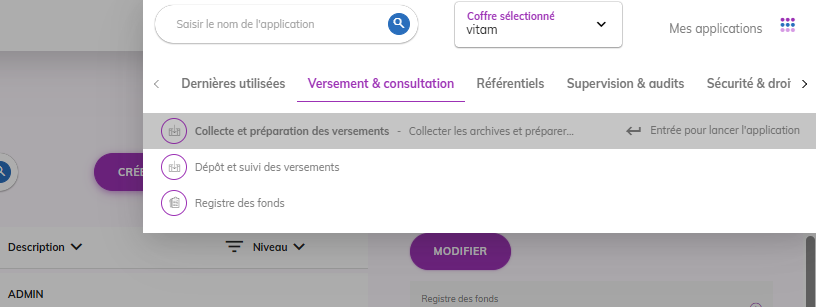 Saisir le nom de l'application
Coffre sélectionné
vitam
Mes applications
Dernières utilisées Versement & consultation Référentiels Supervision & audits Sécurité & droi
Collecte et préparation des versements - Collecter les archives et préparer... Entrée pour lancer l'application
Dépôt et suivi des versements
CRÉE
Registre des fonds
Description Niveau
MODIFIER
ADMIN
Registre des fonds